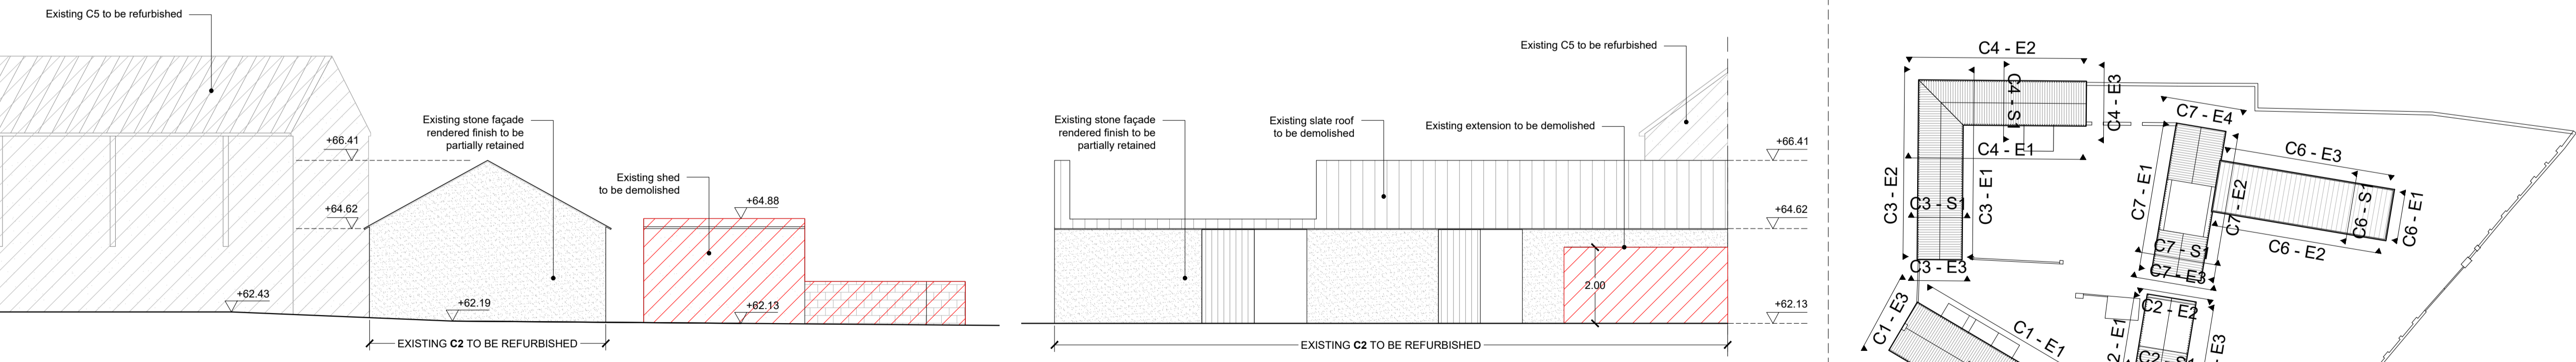 Existing C5 to be refurbished
Existing stone façade
rendered finish to be
partially retained
+66.41
+64.62
Existing shed
to be demolished
+64.88
+62.43
+62.19
+62.13
EXISTING C2 TO BE REFURBISHED
Existing C5 to be refurbished
Existing stone façade
rendered finish to be
partially retained
Existing slate roof
to be demolished
Existing extension to be demolished
+66.41
+64.62
2.00
+62.13
EXISTING C2 TO BE REFURBISHED
C4 - E2
C4 - S1
C4 - E3
C4 - E1
C3 - E2
C3 - S1
C3 - E1
C3 - E3
C7 - E4
C7 - E1
C7 - E2
C7 - S1
C7 - E3
C6 - E3
C6 - S1
C6 - E1
C6 - E2
C1 - E3
C1 - E1
C2 - E2
2 - E1
C2 - S1
- E3